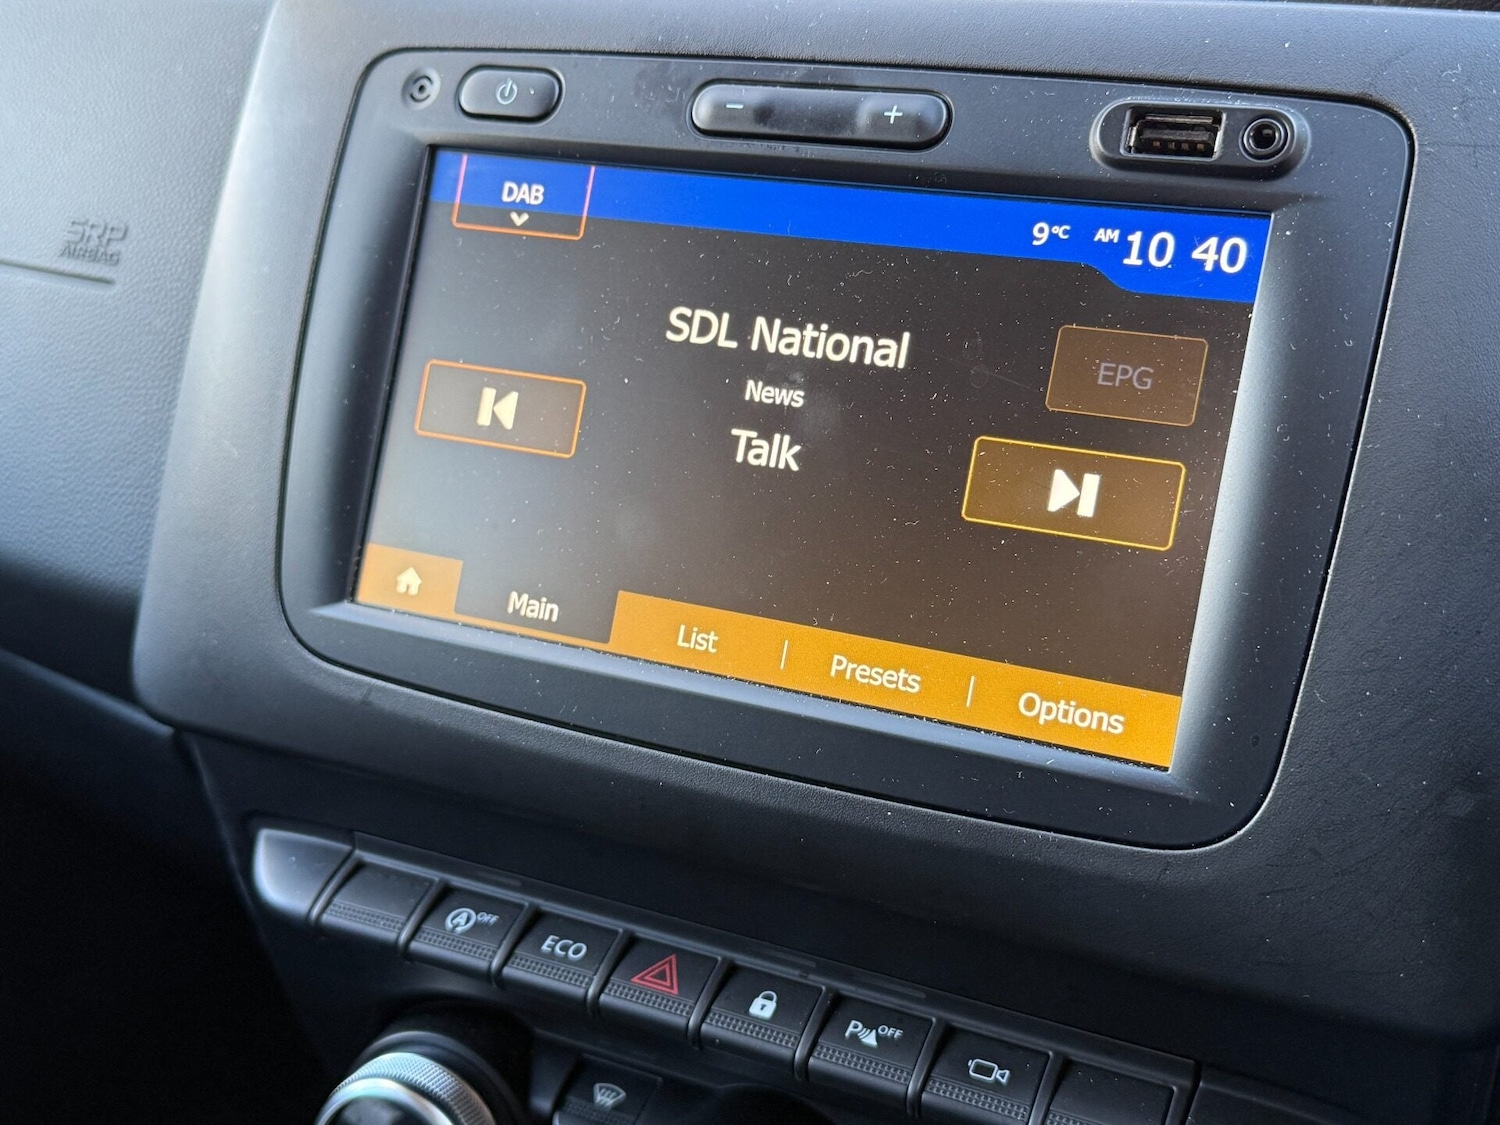 SRP
AIRBAG
DAB
9°C AM 10 40
SDL National
News
Talk
EPG
Main
List
Presets
Options
A OFF
ECO
P OFF